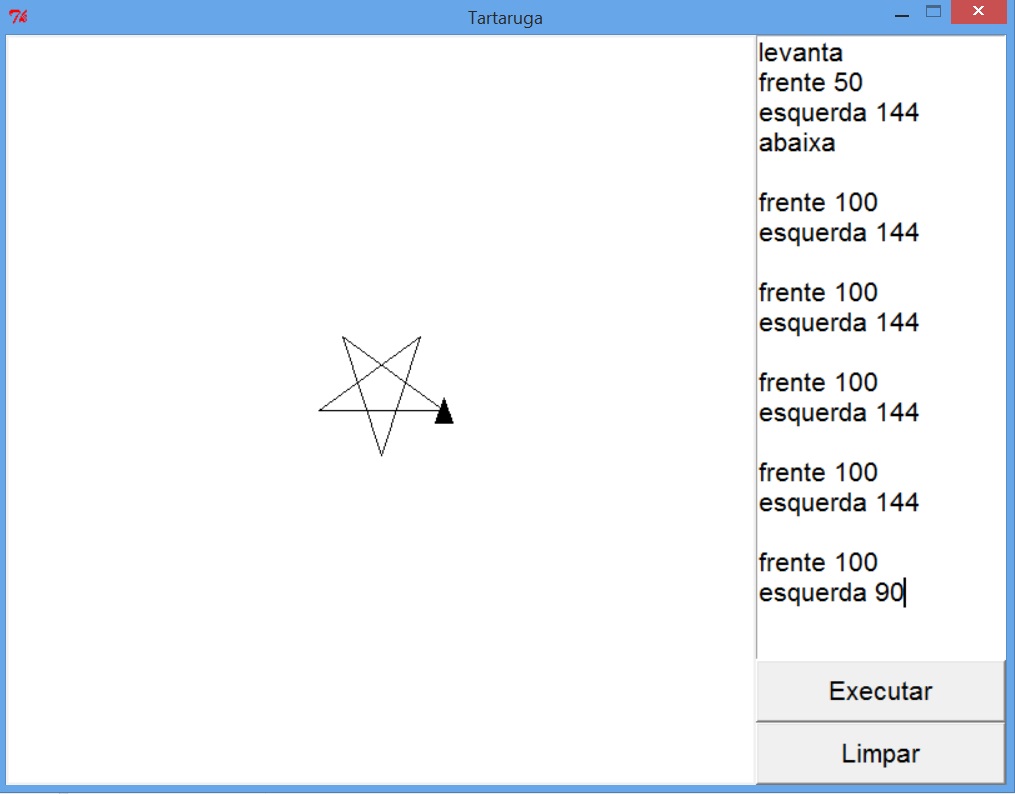 Tartaruga
levanta
frente 50
esquerda 144
abaixa
frente 100
esquerda 144
frente 100
esquerda 144
frente 100
esquerda 144
frente 100
esquerda 144
frente 100
esquerda 90
Executar
Limpar